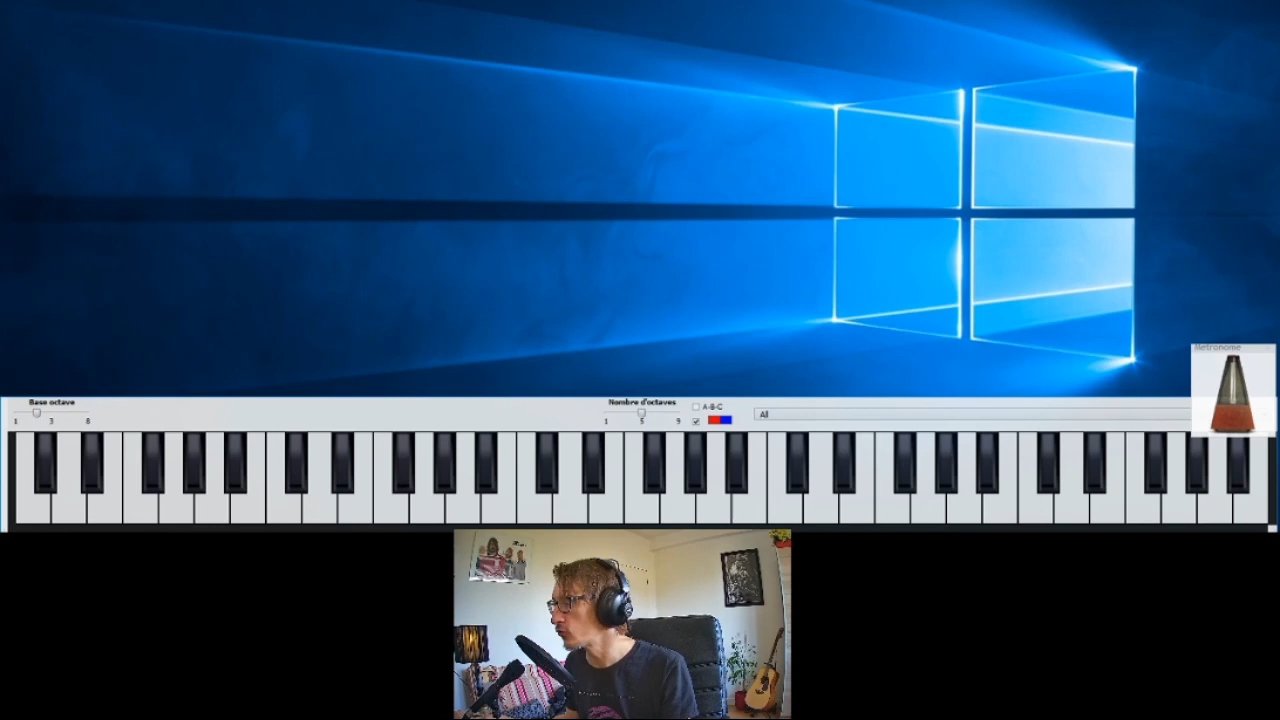 Metronome
Base octave
1 3 8
Nombre d'octaves
1 5 9
A-B-C
All